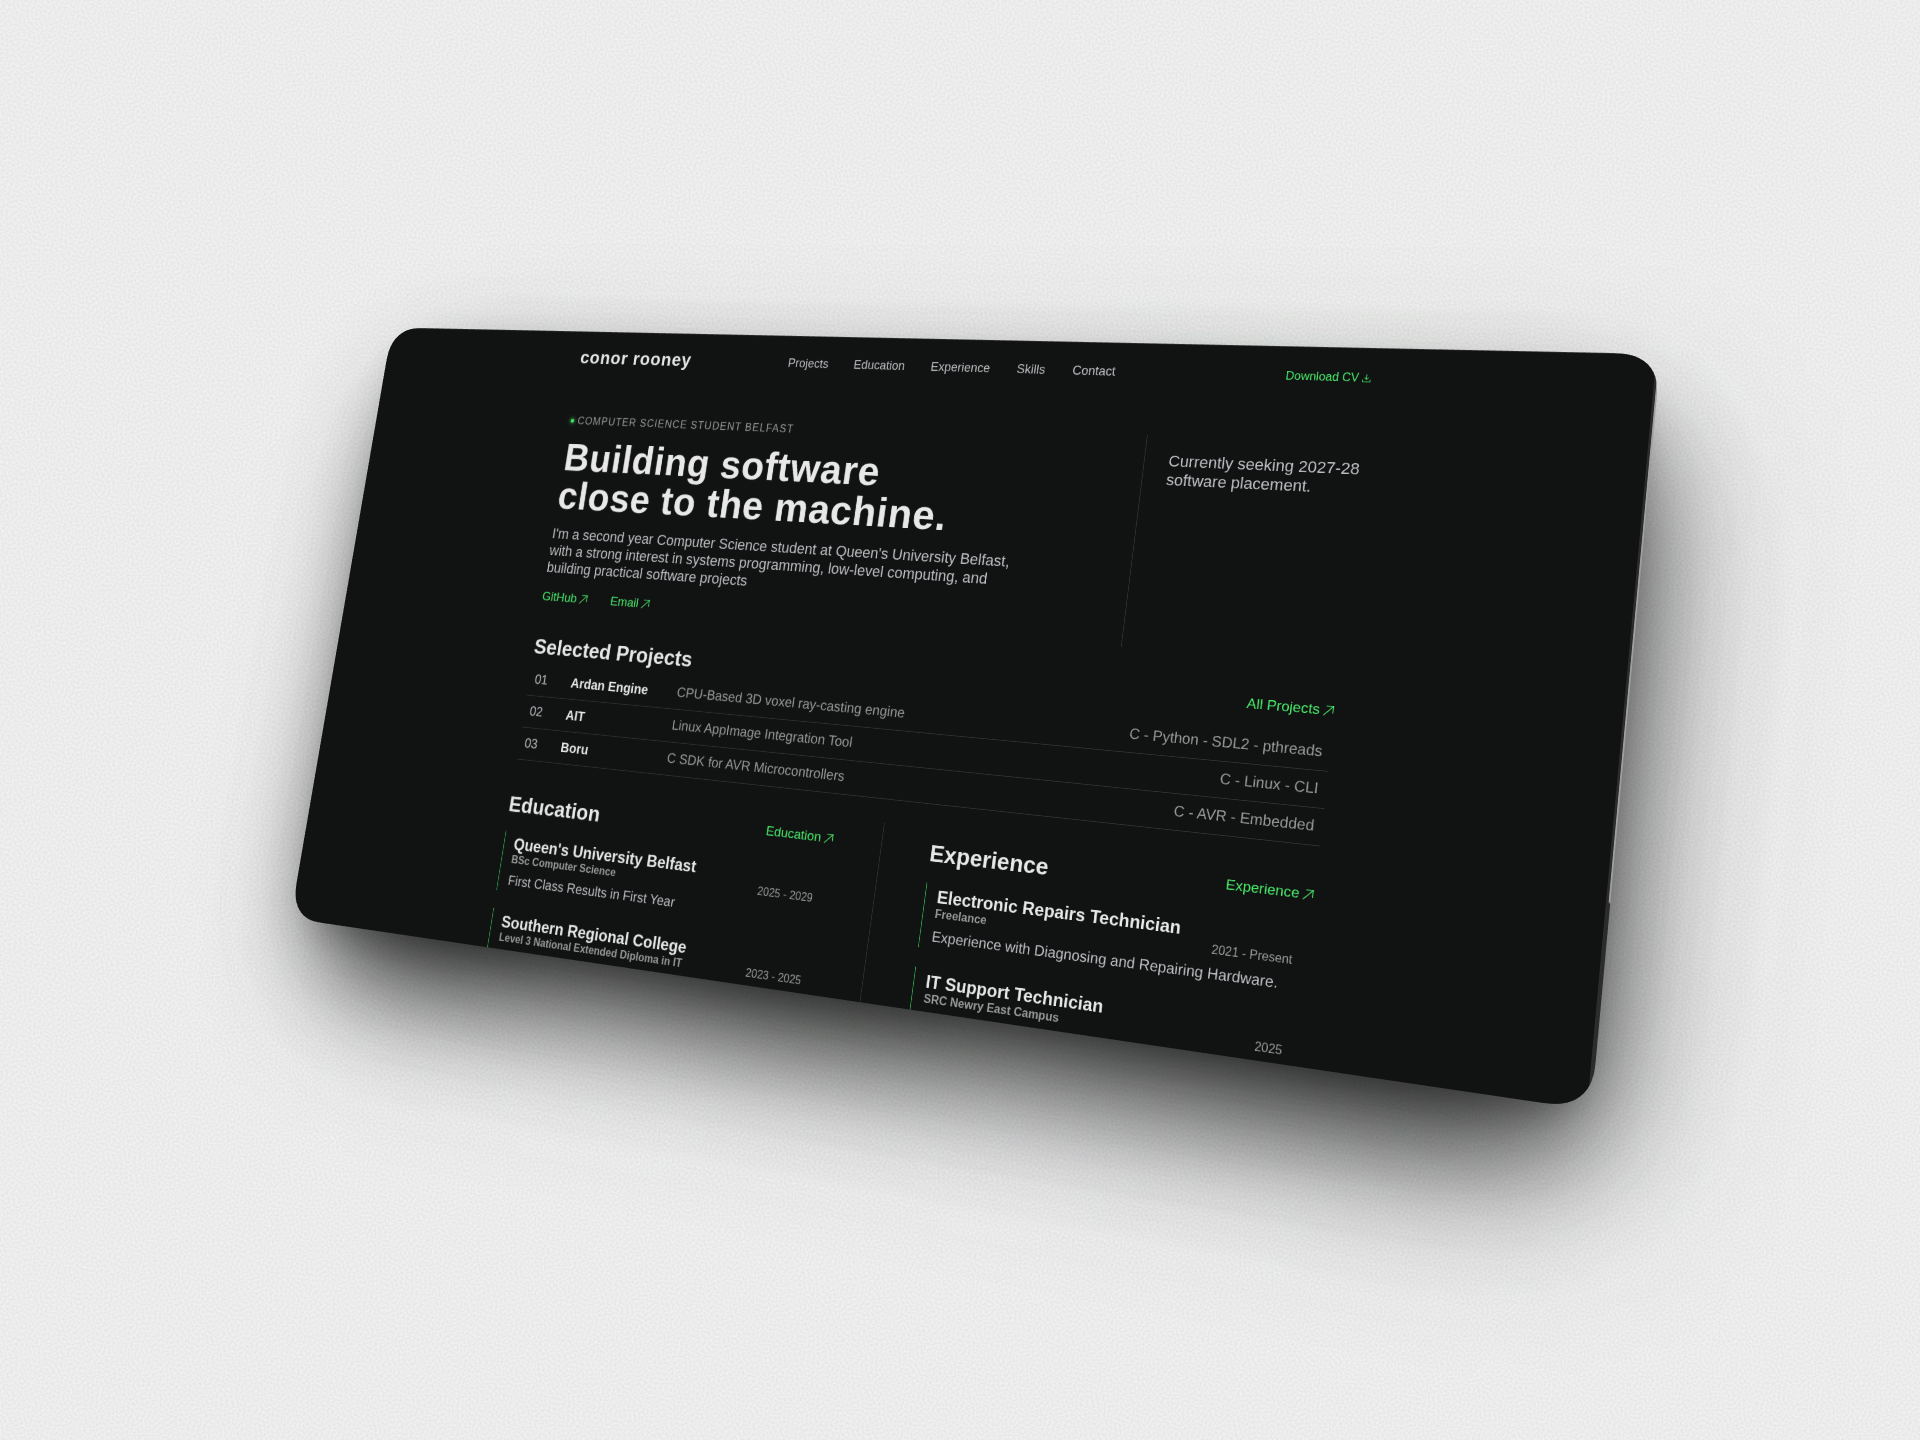 conor rooney
Projects Education Experience Skills Contact
Download CV
COMPUTER SCIENCE STUDENT BELFAST
Building software
close to the machine.
I'm a second year Computer Science student at Queen's University Belfast,
with a strong interest in systems programming, low-level computing, and
building practical software projects
GitHub Email
Currently seeking 2027-28
software placement.
Selected Projects
All Projects
01 Ardan Engine CPU-Based 3D voxel ray-casting engine C - Python - SDL2 - pthreads
02 AIT Linux AppImage Integration Tool C - Linux - CLI
03 Boru C SDK for AVR Microcontrollers C - AVR - Embedded
Education
Education
Queen's University Belfast
BSc Computer Science
2025 - 2029
First Class Results in First Year
Southern Regional College
Level 3 National Extended Diploma in IT
2023 - 2025
Experience
Experience
Electronic Repairs Technician
Freelance
2021 - Present
Experience with Diagnosing and Repairing Hardware.
IT Support Technician
SRC Newry East Campus
2025